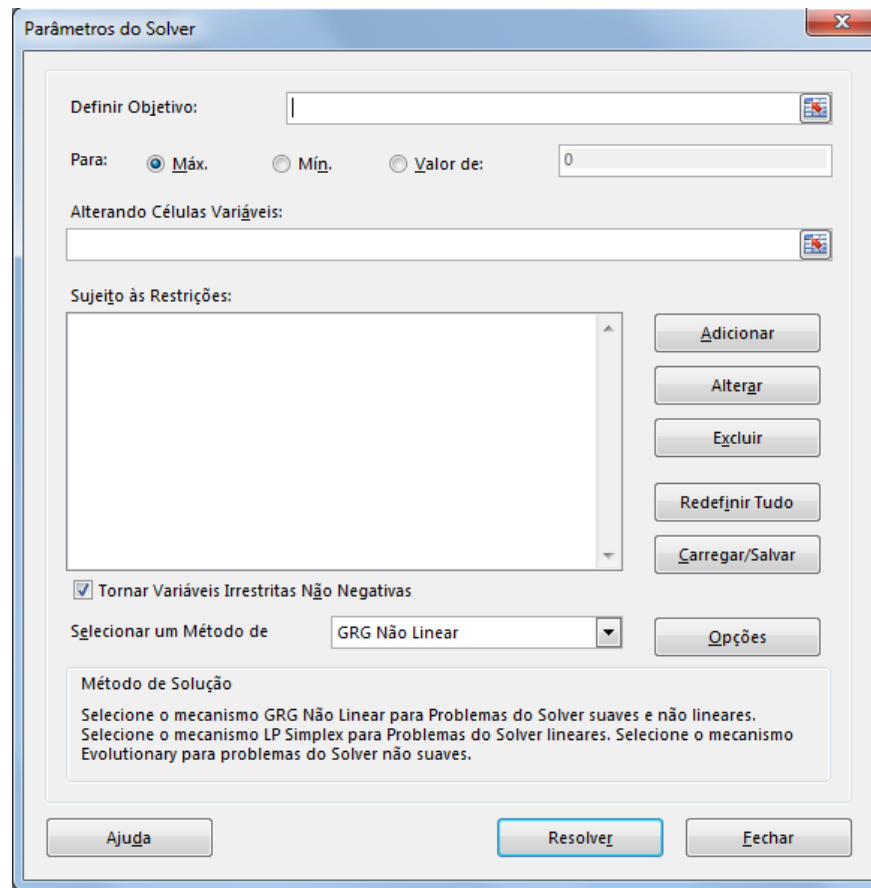 Parâmetros do Solver
Definir Objetivo:
Para: Máx. Mín. Valor de: 0
Alterando Células Variáveis:
Sujeito às Restrições:
Adicionar
Alterar
Excluir
Redefinir Tudo
Carregar/Salvar
Tornar Variáveis Irrestritas Não Negativas
Selecionar um Método de GRG Não Linear Opções
Método de Solução
Selecione o mecanismo GRG Não Linear para Problemas do Solver suaves e não lineares.
Selecione o mecanismo LP Simplex para Problemas do Solver lineares. Selecione o mecanismo
Evolutionary para problemas do Solver não suaves.
Ajuda Resolver Fechar